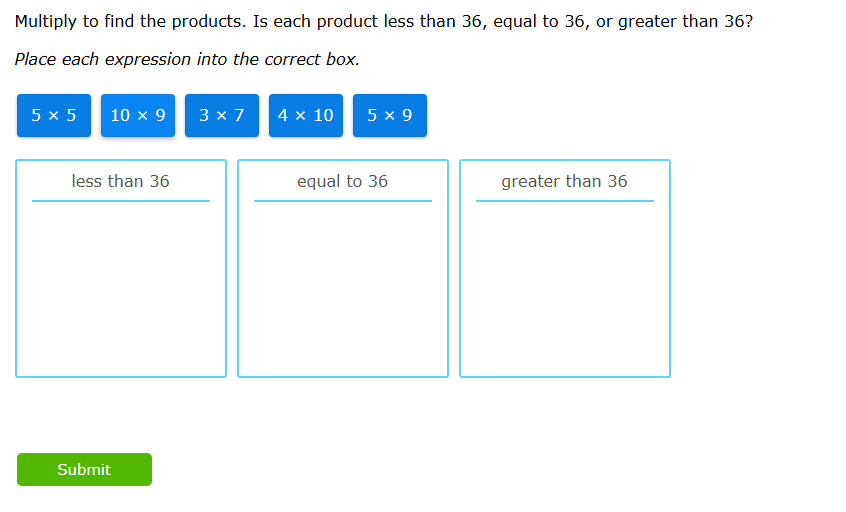 Multiply to find the products. Is each product less than 36, equal to 36, or greater than 36?
Place each expression into the correct box.
5 × 5 10 × 9 3 × 7 4 × 10 5 × 9
less than 36 equal to 36 greater than 36
Submit